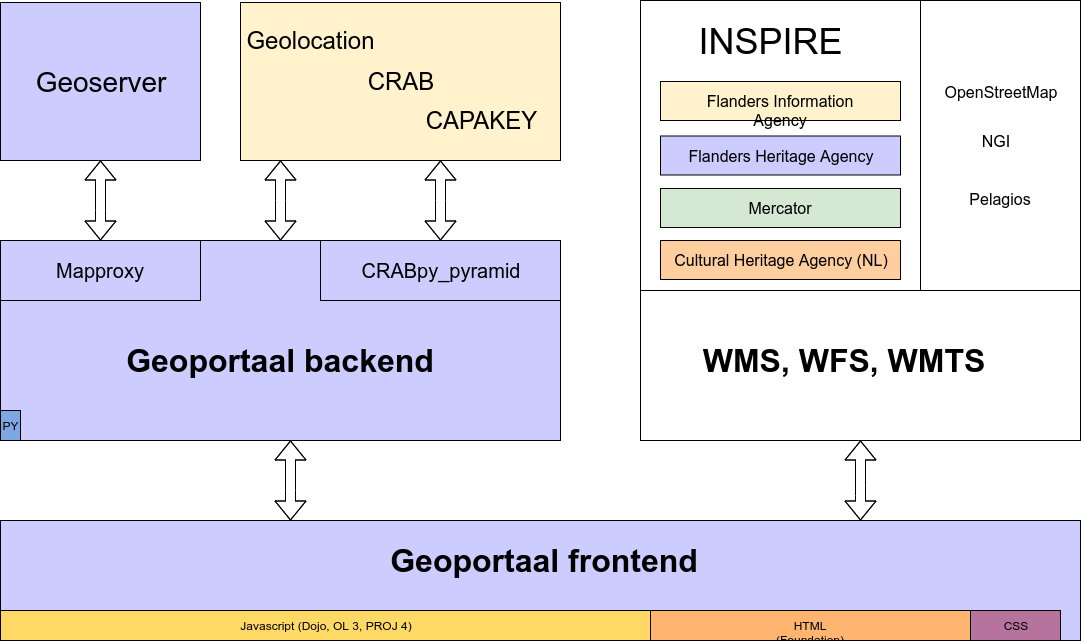 Geoserver
Geolocation
CRAB
CAPAKEY
INSPIRE
Flanders Information
Agency
Flanders Heritage Agency
Mercator
Cultural Heritage Agency (NL)
OpenStreetMap
NGI
Pelagios
Mapproxy
CRABpy_pyramid
Geoportaal backend
PY
WMS, WFS, WMTS
Geoportaal frontend
Javascript (Dojo, OL 3, PROJ 4)
HTML
(Foundation)
CSS